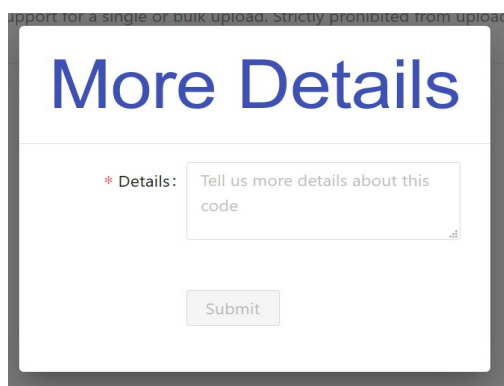 upport for a single or bulk upload. Strictly prohibited from upload
More Details
* Details:
Tell us more details about this
code
Submit